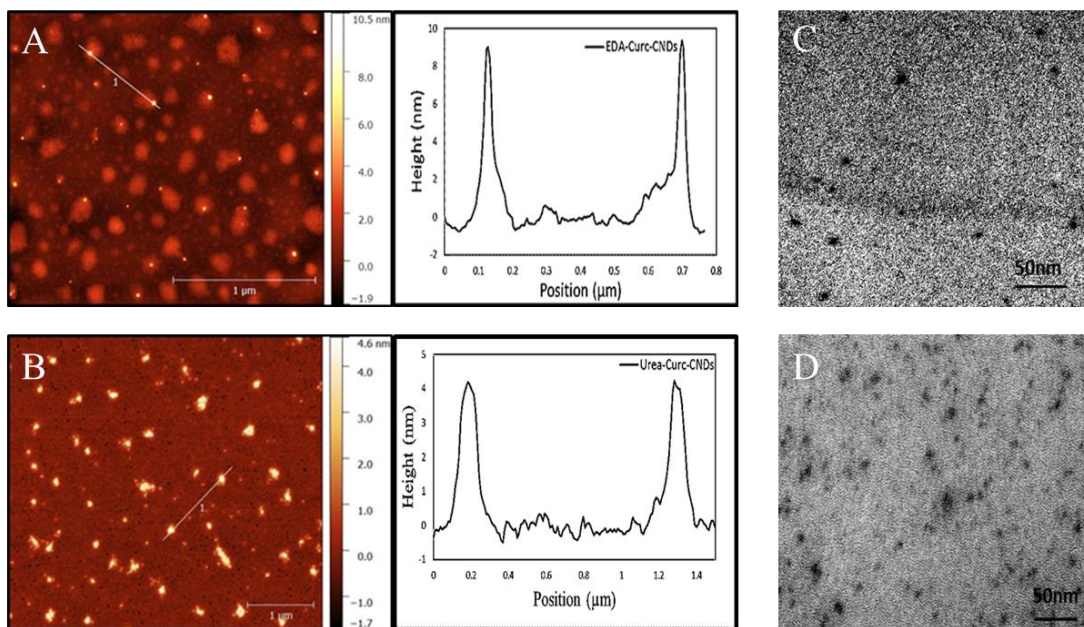 A
1
1 µm
10.5 nm
8.0
6.0
4.0
2.0
0.0
−1.9
Height (nm)
10
8
6
4
2
0
-2
EDA-Curc-CNDs
0 0.1 0.2 0.3 0.4 0.5 0.6 0.7 0.8
Position (µm)
C
50nm
B
1
1 µm
4.6 nm
4.0
3.0
2.0
1.0
0.0
−1.0
−1.7
Height (nm)
5
4
3
2
1
0
-1
Urea-Curc-CNDs
0 0.2 0.4 0.6 0.8 1 1.2 1.4
Position (µm)
D
50nm